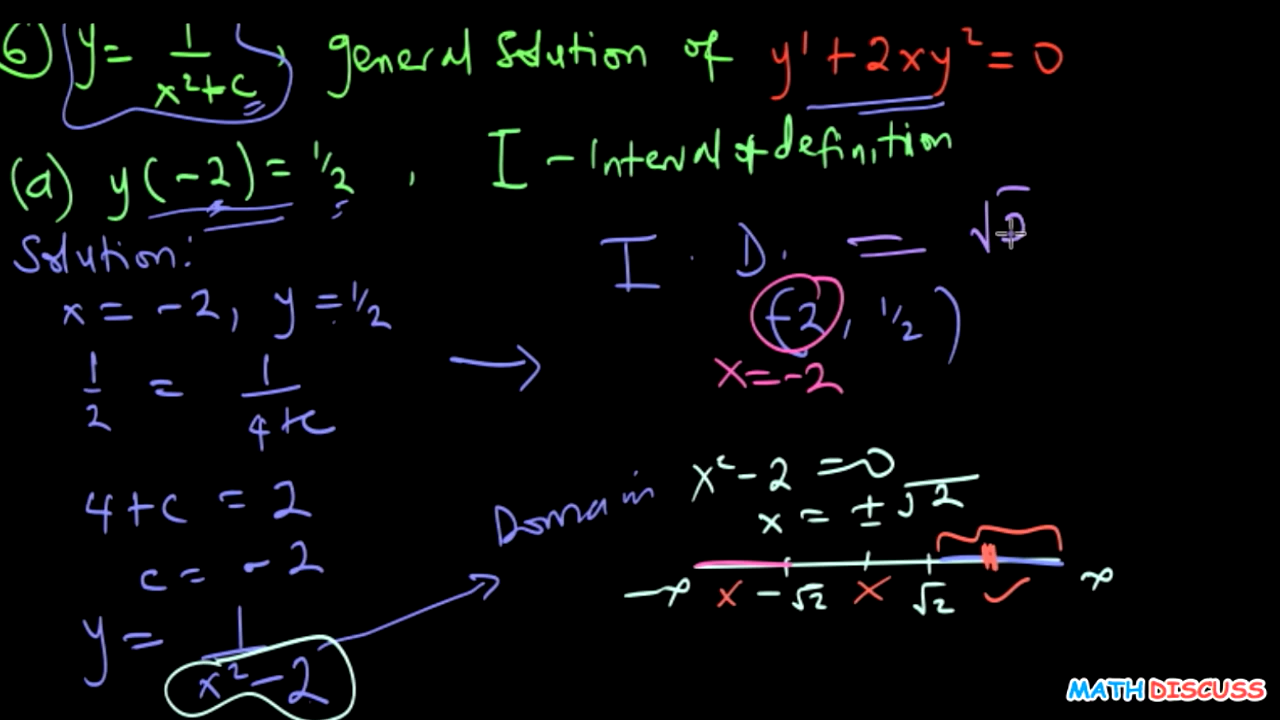 6) y = 1/(x²+c) general solution of y' + 2xy² = 0
(a) y(-2) = 1/2 , I - Interval of definition
Solution:
x = -2, y = 1/2
1/2 = 1/(4+c)
4+c = 2
c = -2
y = 1/(x²-2)
I. D. = √2
(-2, 1/2)
x = -2
Domain x² - 2 = 0
x = ±√2
-∞ x -√2 x √2 ✓ ∞
MATH DISCUSS